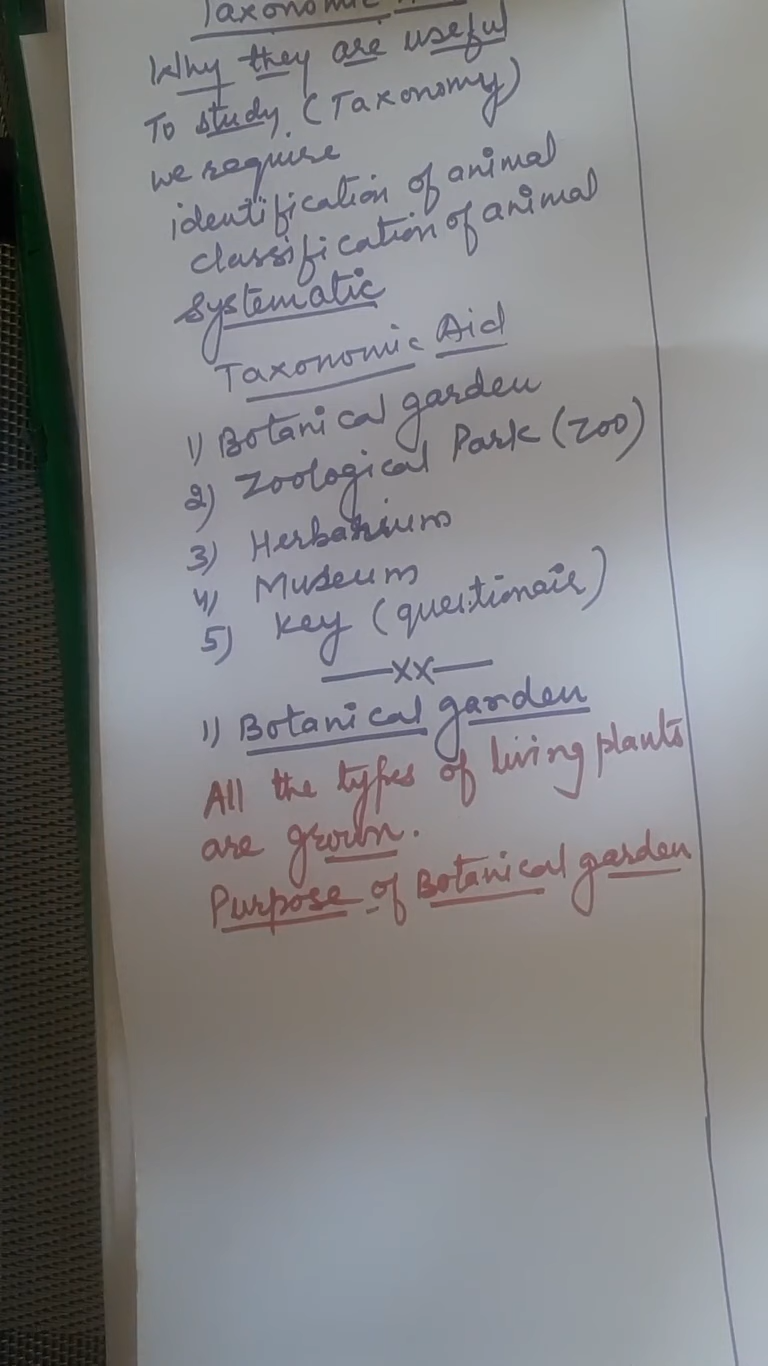 Taxonomic
Why they are useful
To study (Taxonomy)
we require
identification of animal
classification of animal
Systematic
Taxonomic Aid
1) Botanical garden
2) Zoological Park (Zoo)
3) Herbarium
4) Museum
5) Key (questionair)
—xx—
1) Botanical garden
All the types of living plants
are grown.
Purpose of Botanical garden